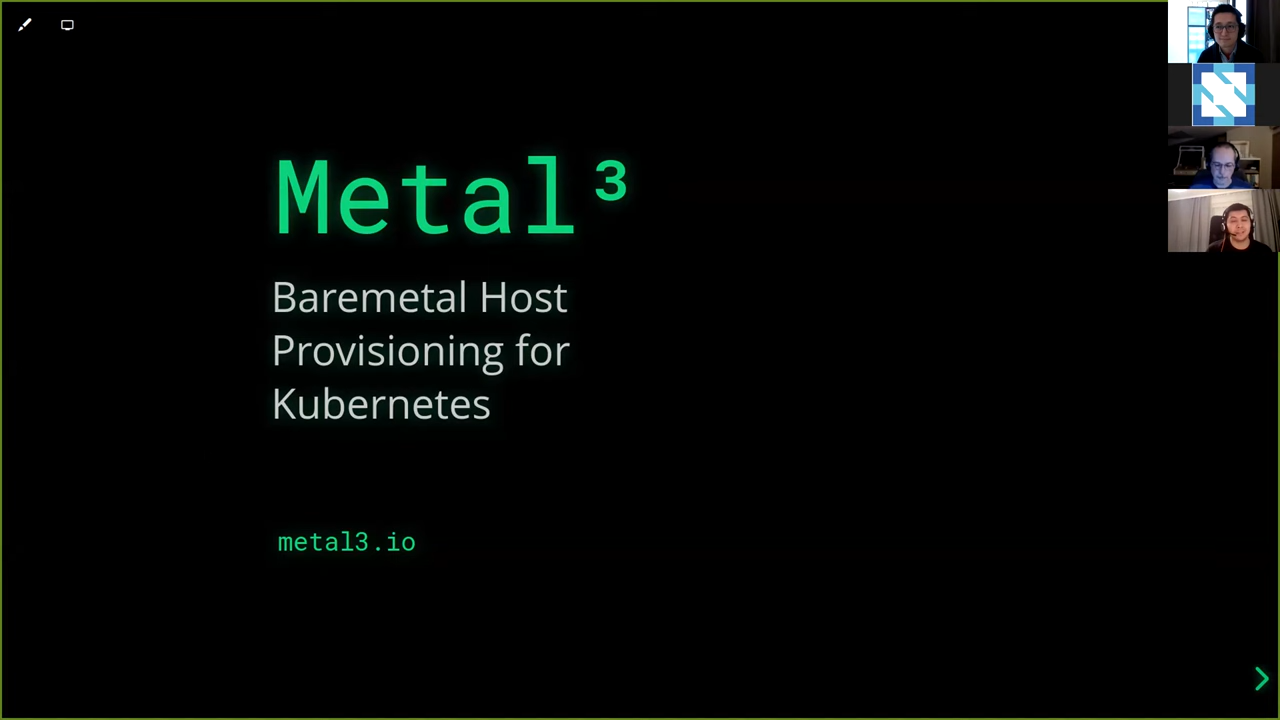 Metal³
Baremetal Host
Provisioning for
Kubernetes
metal3.io